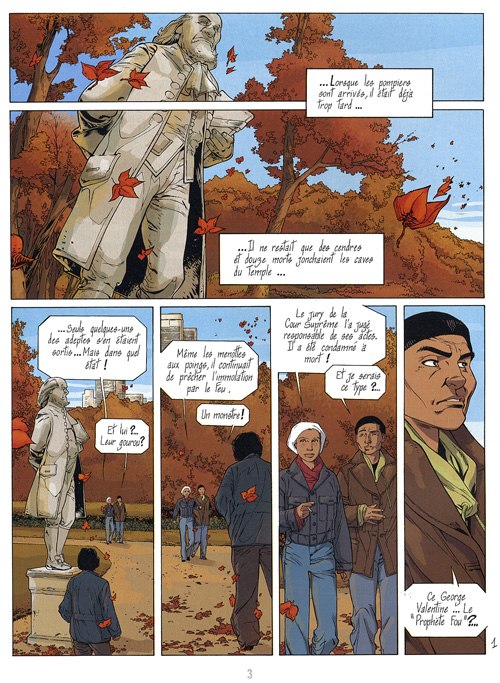 ...Lorsque les pompiers
sont arrivés, il était déjà
trop tard ...
...Il ne restait que des cendres
et douze morts jonchaient les caves
du Temple ...
...Seuls quelques-uns
des adeptes s'en étaient
sortis... Mais dans quel
état !
Et lui ?...
Leur gourou?
Même les menottes
aux poings, il continuait
de prêcher l'immolation
par le feu.
Un monstre!
Le jury de la
Cour Suprême l'a jugé
responsable de ses actes.
Il a été condamné à
mort !
Et je serais
ce type ?...
Ce George
Valentine ... Le
"Prophète Fou"?...
1
3